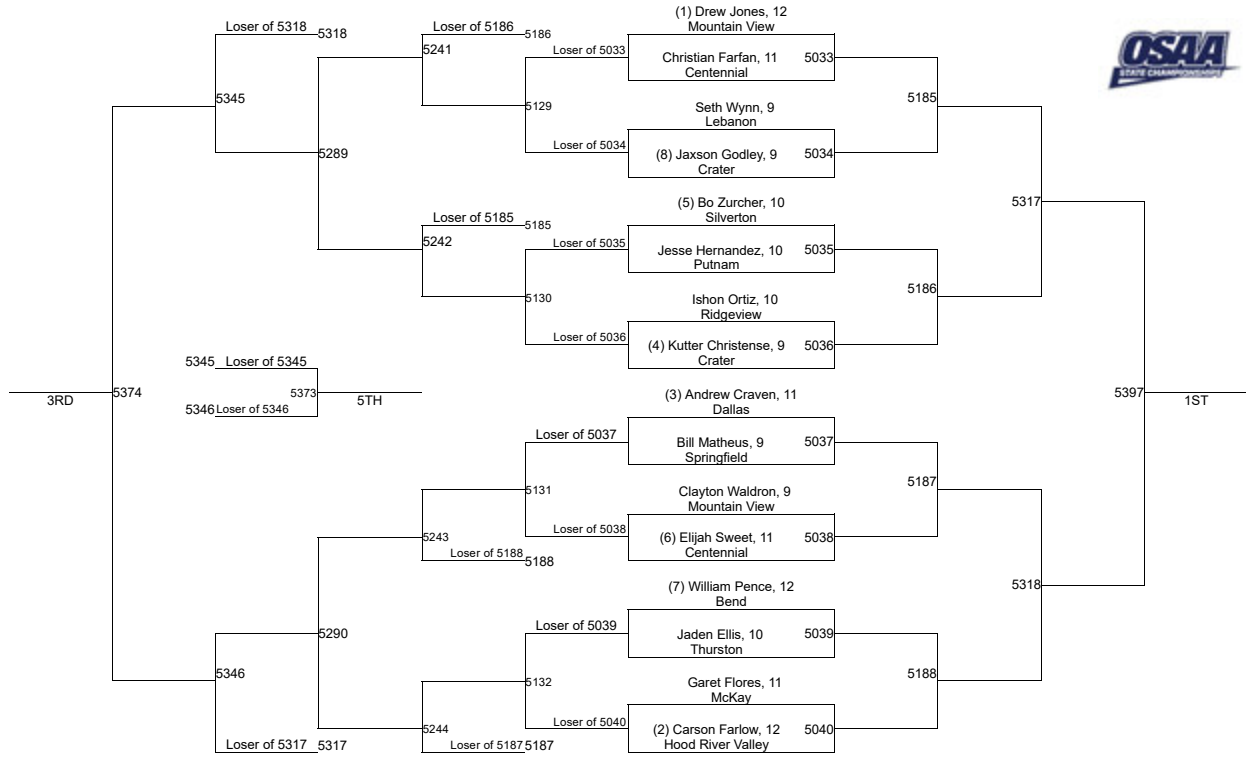 (1) Drew Jones, 12
Mountain View
OSAA
STATE CHAMPIONSHIPS
Loser of 5318
5318
Loser of 5186
5186
5241
Loser of 5033
Christian Farfan, 11
5033
Centennial
5345
5185
5129
Seth Wynn, 9
Lebanon
Loser of 5034
5289
(8) Jaxson Godley, 9
5034
Crater
(5) Bo Zurcher, 10
Silverton
5317
Loser of 5185
5185
5242
Loser of 5035
Jesse Hernandez, 10
5035
Putnam
5186
5130
Ishon Ortiz, 10
Ridgeview
Loser of 5036
(4) Kutter Christense, 9
5036
Crater
5345
Loser of 5345
3RD
5374
5373
5TH
(3) Andrew Craven, 11
Dallas
5397
1ST
5346
Loser of 5346
Loser of 5037
Bill Matheus, 9
5037
Springfield
5187
5131
Clayton Waldron, 9
Mountain View
Loser of 5038
5243
(6) Elijah Sweet, 11
5038
Centennial
Loser of 5188
5188
(7) William Pence, 12
Bend
5318
Loser of 5039
5290
Jaden Ellis, 10
5039
Thurston
5346
5188
5132
Garet Flores, 11
McKay
Loser of 5040
5244
(2) Carson Farlow, 12
5040
Hood River Valley
Loser of 5317
5317
Loser of 5187
5187